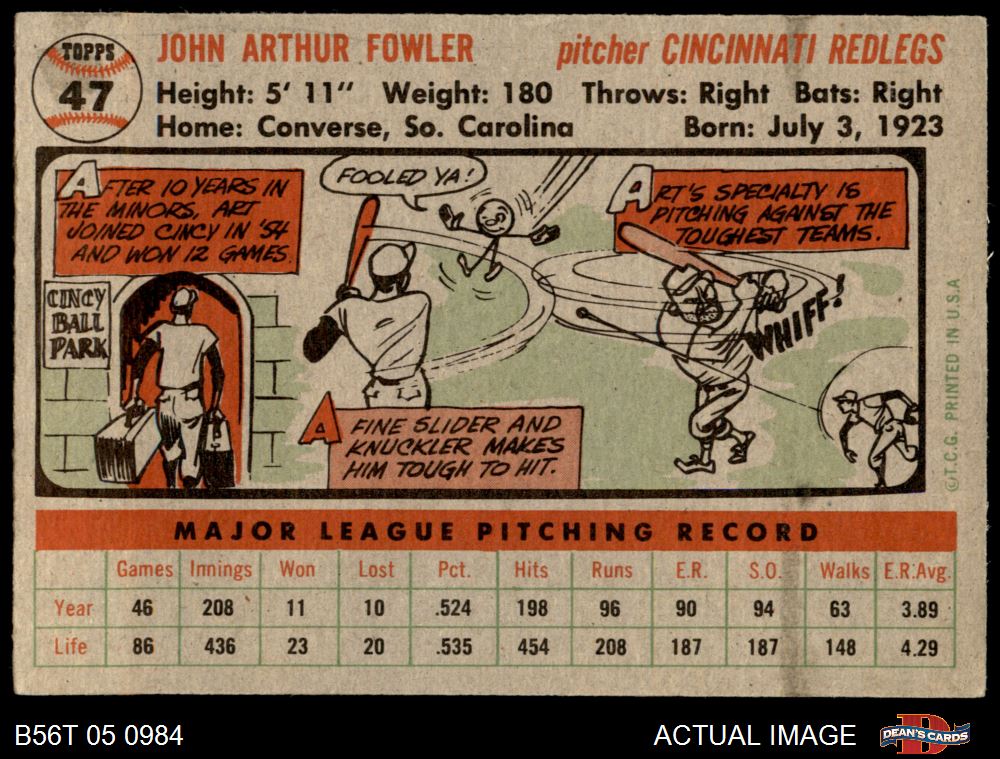 TOPPS
47
JOHN ARTHUR FOWLER pitcher CINCINNATI REDLEGS
Height: 5' 11" Weight: 180 Throws: Right Bats: Right
Home: Converse, So. Carolina Born: July 3, 1923
AFTER 10 YEARS IN
THE MINORS, ART
JOINED CINCY IN '54
AND WON 12 GAMES.
CINCY
BALL
PARK
FOOLED YA!
A FINE SLIDER AND
KNUCKLER MAKES
HIM TOUGH TO HIT.
ART'S SPECIALTY IS
PITCHING AGAINST THE
TOUGHEST TEAMS.
WHIFF!
©T.C.G. PRINTED IN U.S.A
MAJOR LEAGUE PITCHING RECORD
Games Innings Won Lost Pct. Hits Runs E.R. S.O. Walks E.R.Avg.
Year 46 208 11 10 .524 198 96 90 94 63 3.89
Life 86 436 23 20 .535 454 208 187 187 148 4.29
B56T 05 0984 ACTUAL IMAGE
DEAN'S CARDS